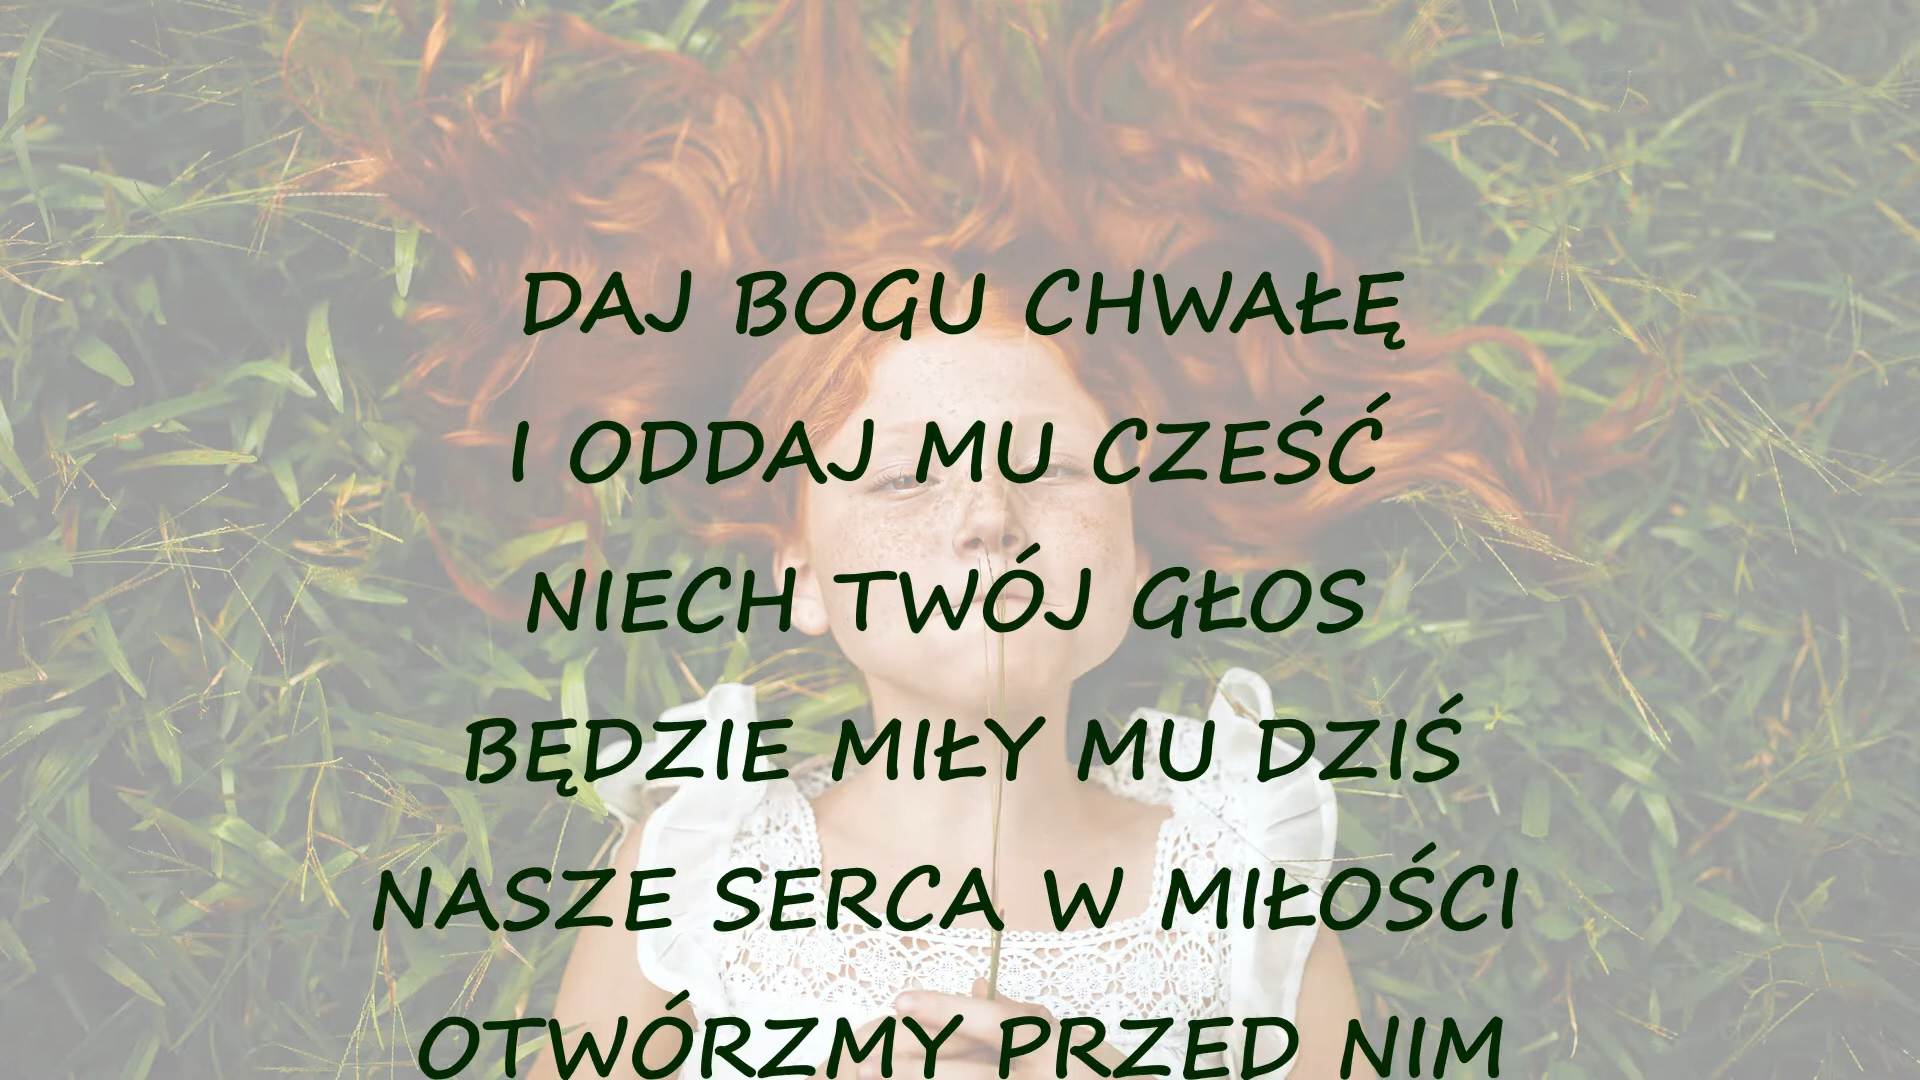 DAJ BOGU CHWAŁĘ
I ODDAJ MU CZEŚĆ
NIECH TWÓJ GŁOS
BĘDZIE MIŁY MU DZIŚ
NASZE SERCA W MIŁOŚCI
OTWÓRZMY PRZED NIM